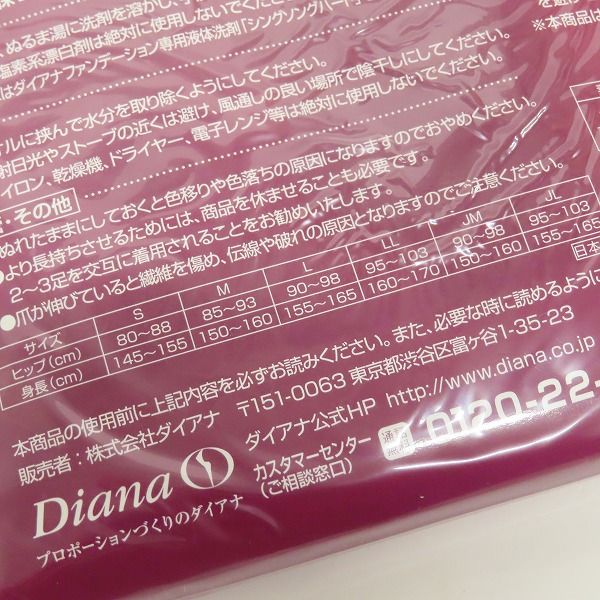 ぬるま湯に洗剤を溶かし、
塩素系漂白剤は絶対に使用しないでくだ
はダイアナファンデーション専用液体洗剤「シングソングハー
※本商品は
ルに挟んで水分を取り除くようにしてください。
射日光やストーブの近くは避け、風通しの良い場所で陰干しにしてください。
イロン、乾燥機、ドライヤー、電子レンジ等は絶対に使用しないでください。
その他
ぬれたままにしておくと色移りや色落ちの原因になりますのでおやめください。
●より長持ちさせるためには、商品を休ませることも必要です。
2〜3足を交互に着用されることをお勧めいたします。
●爪が伸びていると繊維を傷め、伝線や破れの原因となりますのでご注意ください。
サイズ S M L LL JM JL
ヒップ(cm) 80〜88 85〜93 90〜98 95〜103 90〜98 95〜103
身長(cm) 145〜155 150〜160 155〜165 160〜170 150〜160 155〜165
日本
本商品の使用前に上記内容を必ずお読みください。また、必要な時に読めるように
販売者：株式会社ダイアナ 〒151-0063 東京都渋谷区富ヶ谷1-35-23
ダイアナ公式HP http://www.diana.co.jp
Diana
プロポーションづくりのダイアナ
カスタマーセンター
(ご相談窓口)
0120-22-